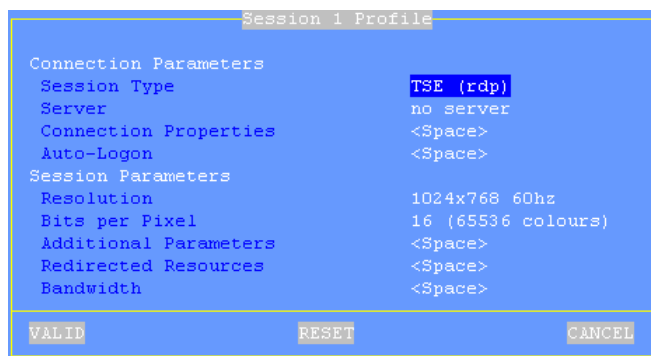 Session 1 Profile
Connection Parameters
Session Type TSE (rdp)
Server no server
Connection Properties <Space>
Auto-Logon <Space>
Session Parameters
Resolution 1024x768 60hz
Bits per Pixel 16 (65536 colours)
Additional Parameters <Space>
Redirected Resources <Space>
Bandwidth <Space>
VALID RESET CANCEL